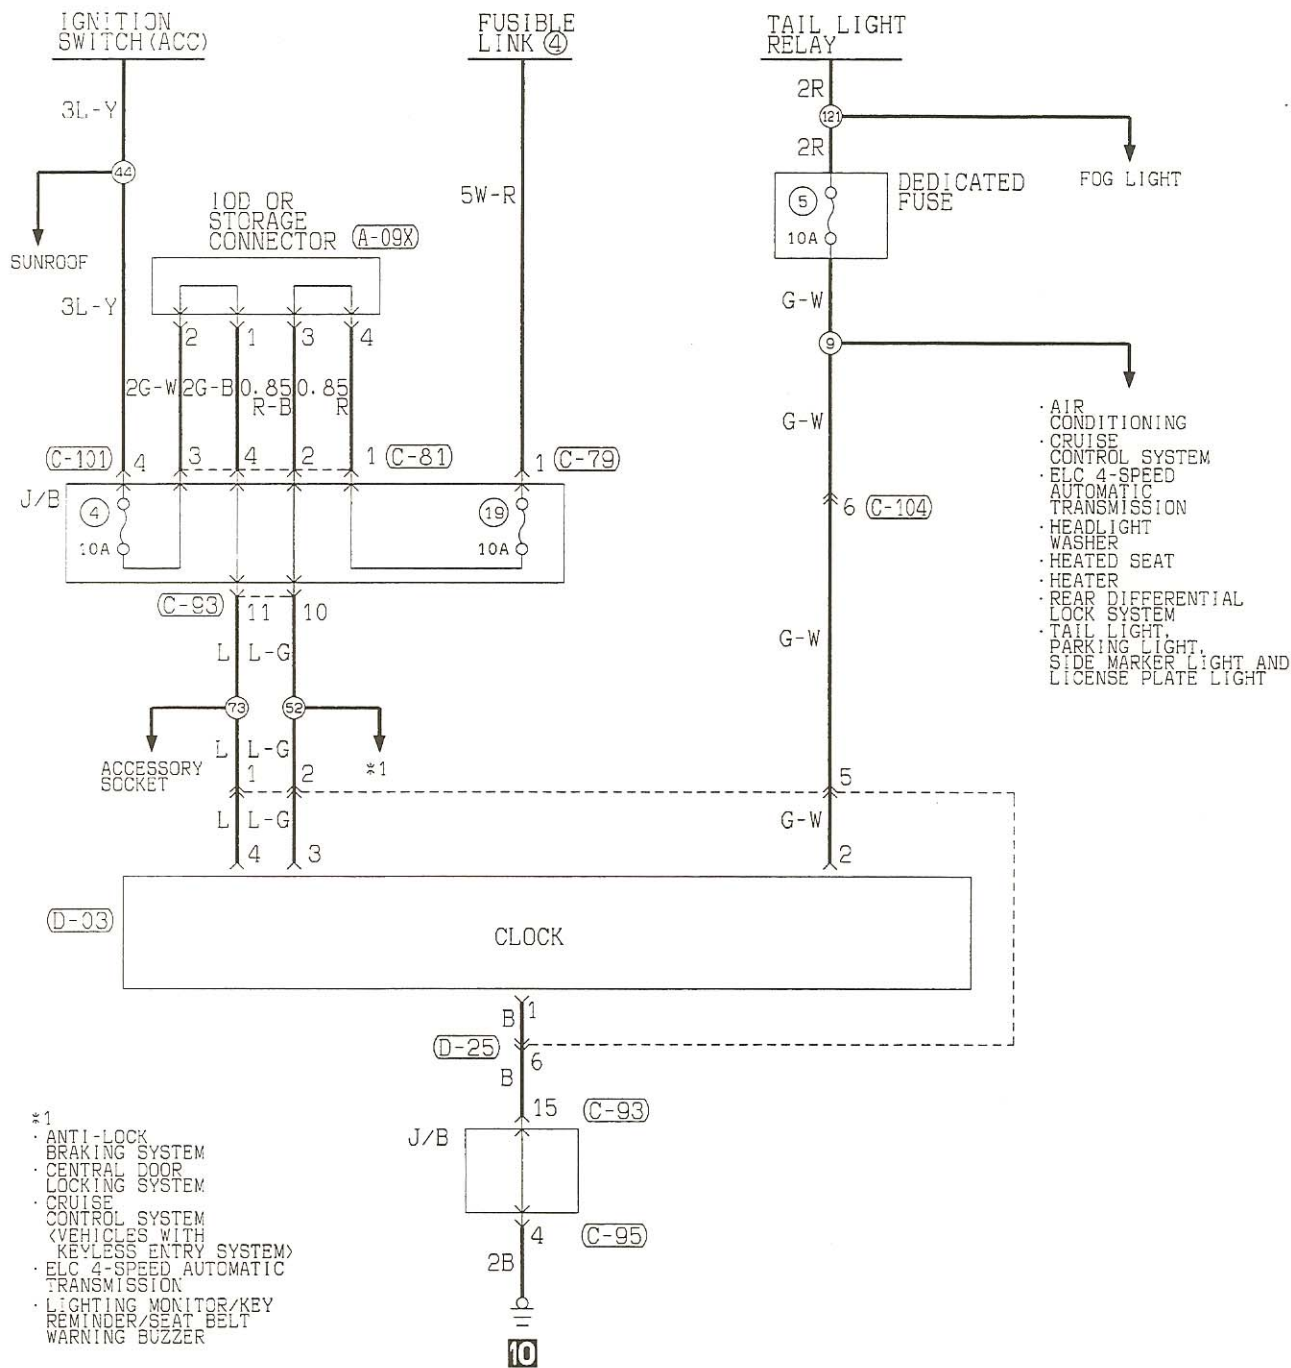 IGNITION
SWITCH(ACC)
FUSIBLE
LINK ④
TAIL LIGHT
RELAY
3L-Y
2R
121
2R
44
5W-R
FOG LIGHT
DEDICATED
FUSE
5
10A
IOD OR
STORAGE
CONNECTOR
A-09X
SUNROOF
3L-Y
G-W
2
1
3
4
9
2G-W
2G-B
0.85
R-B
0.85
R
G-W
· AIR
CONDITIONING
· CRUISE
CONTROL SYSTEM
· ELC 4-SPEED
AUTOMATIC
TRANSMISSION
· HEADLIGHT
WASHER
· HEATED SEAT
· HEATER
· REAR DIFFERENTIAL
LOCK SYSTEM
· TAIL LIGHT,
PARKING LIGHT,
SIDE MARKER LIGHT AND
LICENSE PLATE LIGHT
C-101
4
3
4
2
1
C-81
1
C-79
J/B
4
10A
19
10A
6
C-104
C-93
11
10
L
L-G
G-W
73
52
L
L-G
ACCESSORY
SOCKET
*1
1
2
5
L
L-G
G-W
4
3
2
D-03
CLOCK
1
B
D-25
6
B
15
C-93
J/B
4
C-95
2B
10
*1
· ANTI-LOCK
BRAKING SYSTEM
· CENTRAL DOOR
LOCKING SYSTEM
· CRUISE
CONTROL SYSTEM
<VEHICLES WITH
KEYLESS ENTRY SYSTEM>
· ELC 4-SPEED AUTOMATIC
TRANSMISSION
· LIGHTING MONITOR/KEY
REMINDER/SEAT BELT
WARNING BUZZER